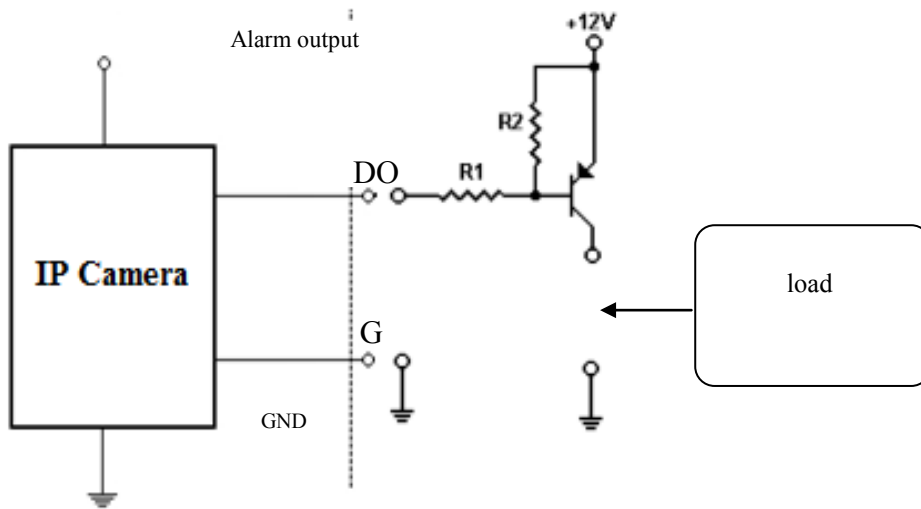 Alarm output
+12V
R2
DO
R1
IP Camera
load
G
GND